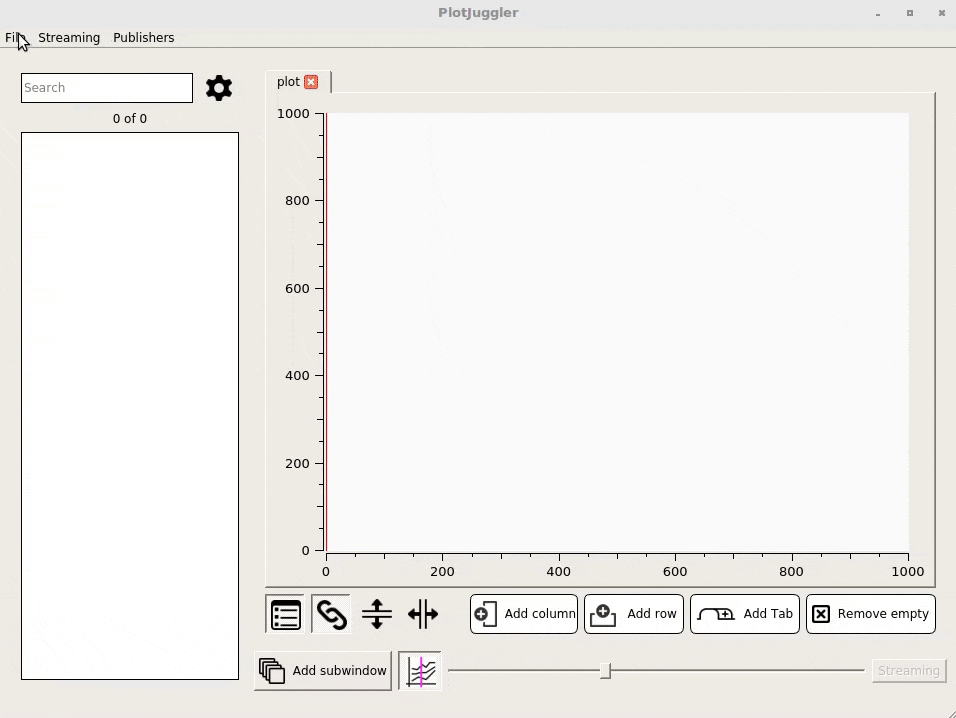 PlotJuggler
File Streaming Publishers
Search
0 of 0
plot
1000
800
600
400
200
0
0 200 400 600 800 1000
Add column Add row Add Tab Remove empty
Add subwindow Streaming